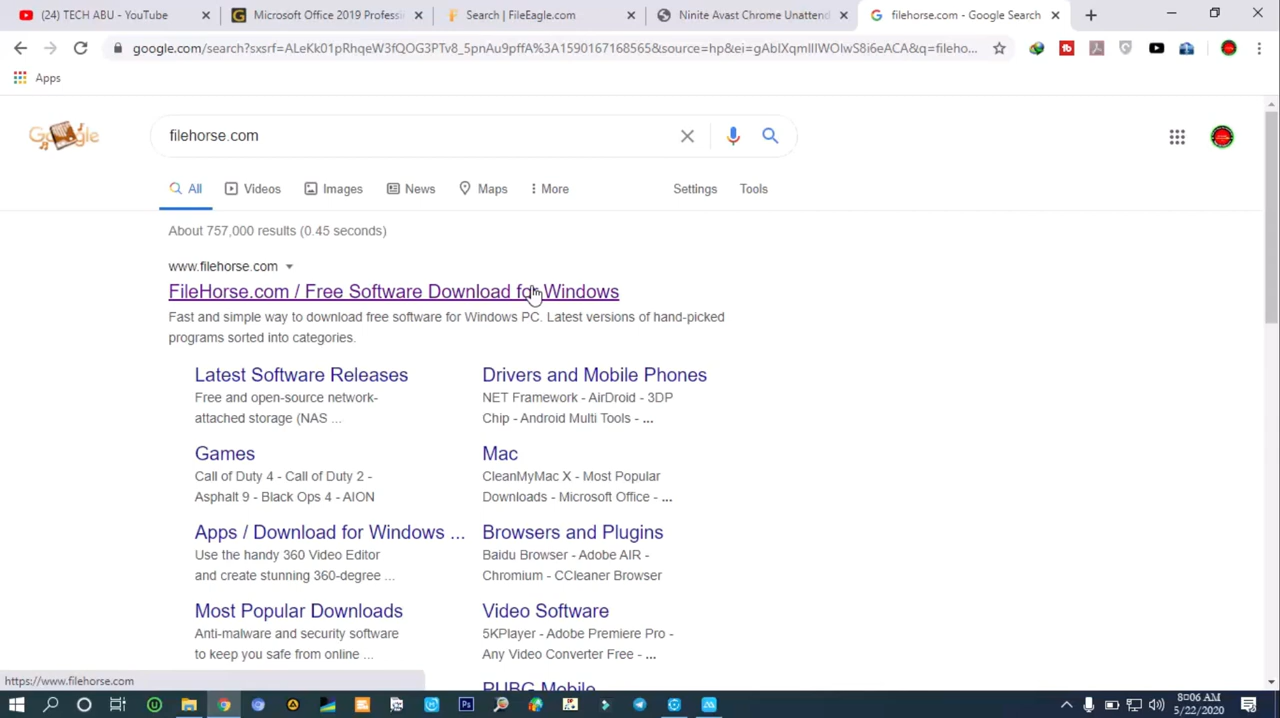 (24) TECH ABU - YouTube
Microsoft Office 2019 Professi
Search | FileEagle.com
Ninite Avast Chrome Unattend
filehorse.com - Google Search
google.com/search?sxsrf=ALeKk01pRhqeW3fQOG3PTv8_5pnAu9pffA%3A1590167168565&source=hp&ei=gAbIXqmIIIWOlwS8i6eACA&q=fileho...
Apps
Google
filehorse.com
All
Videos
Images
News
Maps
More
Settings
Tools
About 757,000 results (0.45 seconds)
www.filehorse.com
FileHorse.com / Free Software Download for Windows
Fast and simple way to download free software for Windows PC. Latest versions of hand-picked
programs sorted into categories.
Latest Software Releases
Free and open-source network-
attached storage (NAS ...
Drivers and Mobile Phones
NET Framework - AirDroid - 3DP
Chip - Android Multi Tools - ...
Games
Call of Duty 4 - Call of Duty 2 -
Asphalt 9 - Black Ops 4 - AION
Mac
CleanMyMac X - Most Popular
Downloads - Microsoft Office - ...
Apps / Download for Windows ...
Use the handy 360 Video Editor
and create stunning 360-degree ...
Browsers and Plugins
Baidu Browser - Adobe AIR -
Chromium - CCleaner Browser
Most Popular Downloads
Anti-malware and security software
to keep you safe from online ...
Video Software
5KPlayer - Adobe Premiere Pro -
Any Video Converter Free - ...
PUBG Mobile
https://www.filehorse.com
8:06 AM
5/22/2020